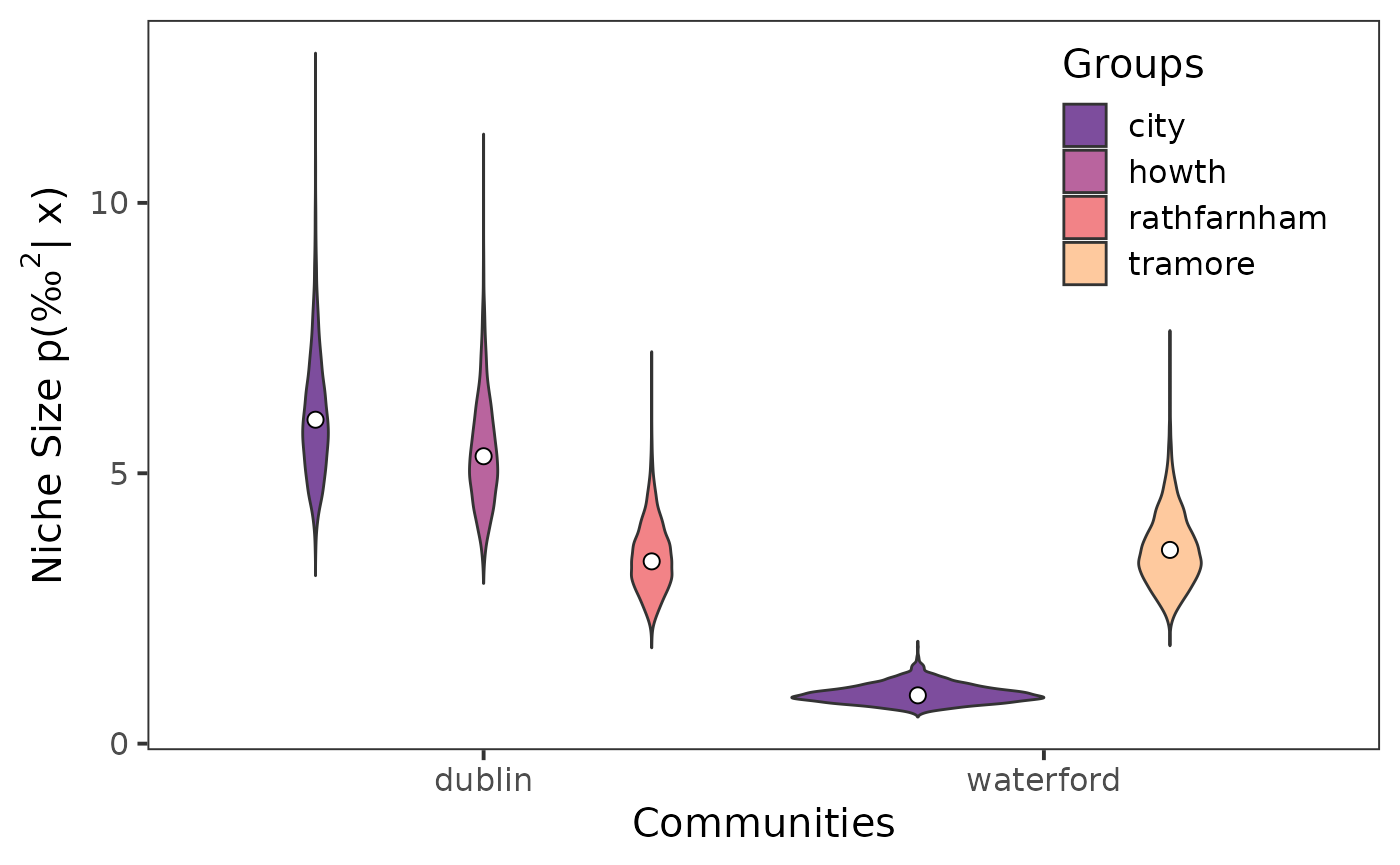 Niche Size p(‰²| x)
10
5
0
Groups
city
howth
rathfarnham
tramore
dublin
waterford
Communities